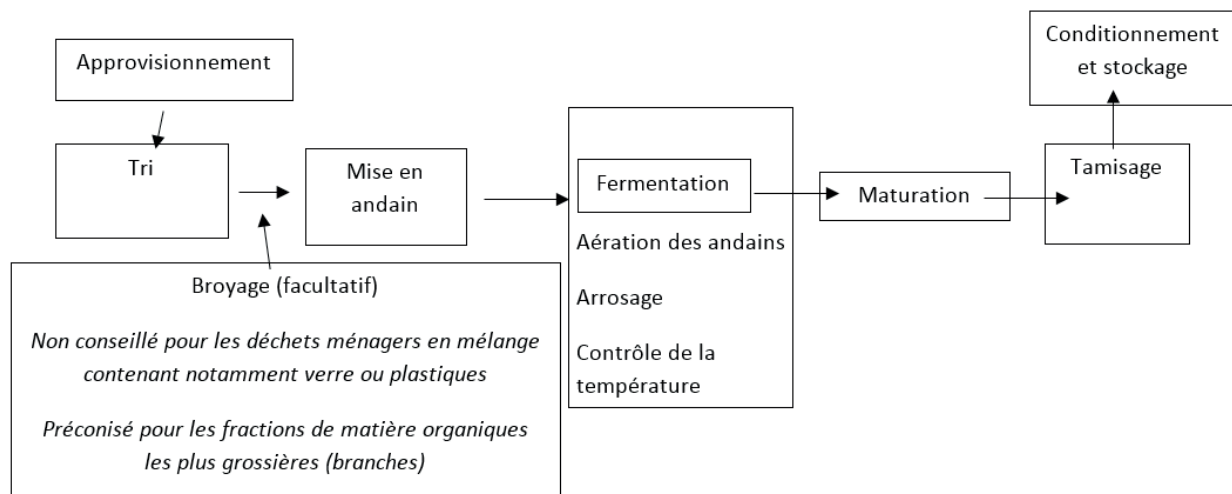 Approvisionnement
Tri
Mise en
andain
Broyage (facultatif)
Non conseillé pour les déchets ménagers en mélange
contenant notamment verre ou plastiques
Préconisé pour les fractions de matière organiques
les plus grossières (branches)
Fermentation
Aération des andains
Arrosage
Contrôle de la
température
Maturation
Tamisage
Conditionnement
et stockage